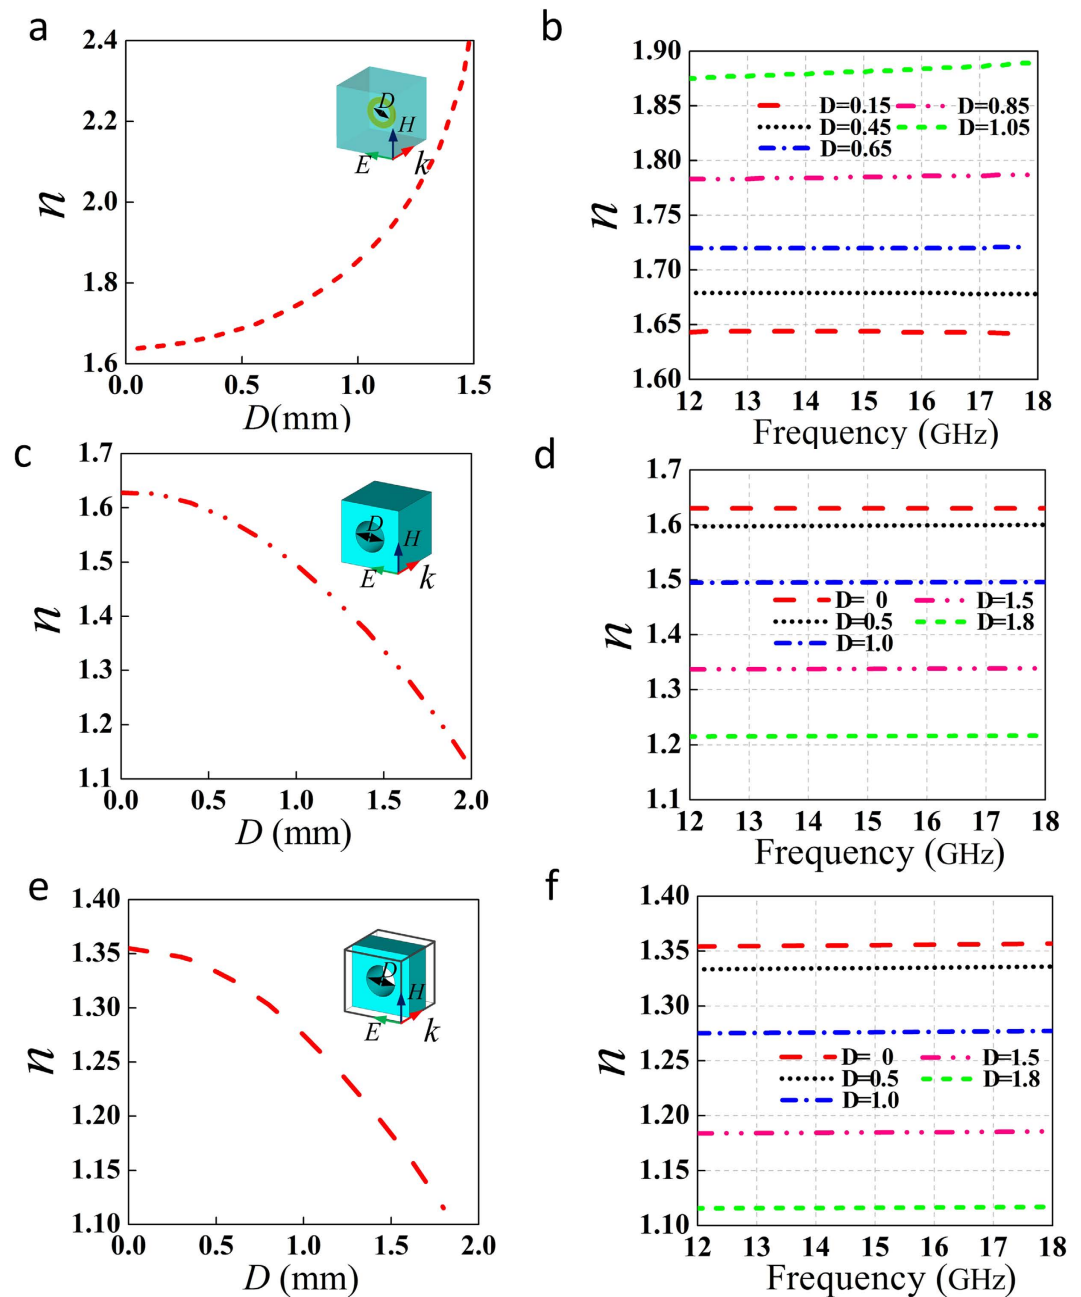 a
2.4
2.2
2.0
1.8
1.6
n
0.0 0.5 1.0 1.5
D(mm)
D
H
E k
b
1.90
1.85
1.80
1.75
1.70
1.65
1.60
n
D=0.15 D=0.85
D=0.45 D=1.05
D=0.65
12 13 14 15 16 17 18
Frequency (GHz)
c
1.7
1.6
1.5
1.4
1.3
1.2
1.1
n
0.0 0.5 1.0 1.5 2.0
D (mm)
D
H
E k
d
1.7
1.6
1.5
1.4
1.3
1.2
1.1
n
D= 0 D=1.5
D=0.5 D=1.8
D=1.0
12 13 14 15 16 17 18
Frequency (GHz)
e
1.40
1.35
1.30
1.25
1.20
1.15
1.10
n
0.0 0.5 1.0 1.5 2.0
D (mm)
D
H
E k
f
1.40
1.35
1.30
1.25
1.20
1.15
1.10
n
D= 0 D=1.5
D=0.5 D=1.8
D=1.0
12 13 14 15 16 17 18
Frequency (GHz)